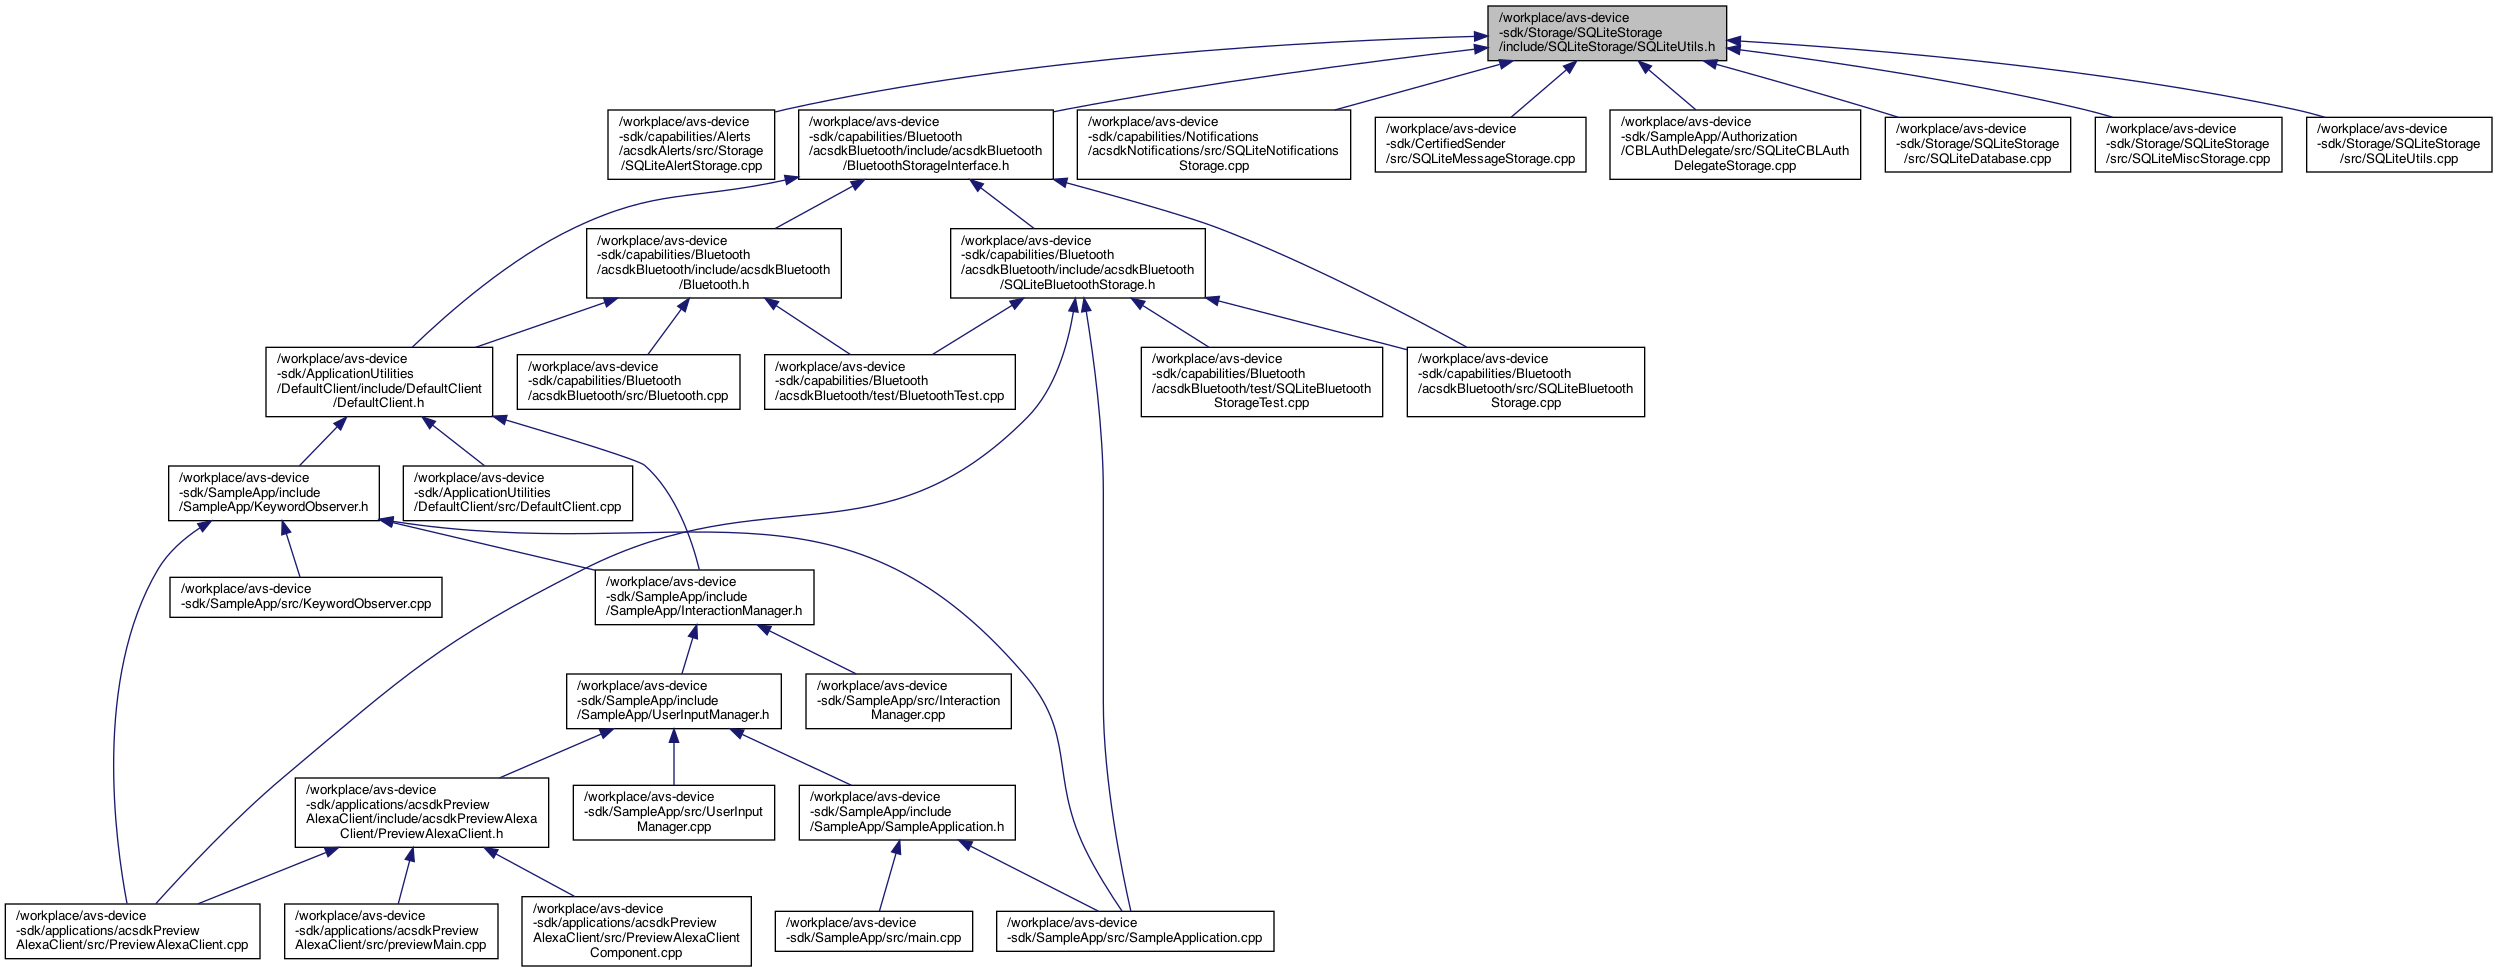 /workplace/avs-device
-sdk/Storage/SQLiteStorage
/include/SQLiteStorage/SQLiteUtils.h
/workplace/avs-device
-sdk/capabilities/Alerts
/acsdkAlerts/src/Storage
/SQLiteAlertStorage.cpp
/workplace/avs-device
-sdk/capabilities/Bluetooth
/acsdkBluetooth/include/acsdkBluetooth
/BluetoothStorageInterface.h
/workplace/avs-device
-sdk/capabilities/Notifications
/acsdkNotifications/src/SQLiteNotifications
Storage.cpp
/workplace/avs-device
-sdk/CertifiedSender
/src/SQLiteMessageStorage.cpp
/workplace/avs-device
-sdk/SampleApp/Authorization
/CBLAuthDelegate/src/SQLiteCBLAuth
DelegateStorage.cpp
/workplace/avs-device
-sdk/Storage/SQLiteStorage
/src/SQLiteDatabase.cpp
/workplace/avs-device
-sdk/Storage/SQLiteStorage
/src/SQLiteMiscStorage.cpp
/workplace/avs-device
-sdk/Storage/SQLiteStorage
/src/SQLiteUtils.cpp
/workplace/avs-device
-sdk/capabilities/Bluetooth
/acsdkBluetooth/include/acsdkBluetooth
/Bluetooth.h
/workplace/avs-device
-sdk/capabilities/Bluetooth
/acsdkBluetooth/include/acsdkBluetooth
/SQLiteBluetoothStorage.h
/workplace/avs-device
-sdk/ApplicationUtilities
/DefaultClient/include/DefaultClient
/DefaultClient.h
/workplace/avs-device
-sdk/capabilities/Bluetooth
/acsdkBluetooth/src/Bluetooth.cpp
/workplace/avs-device
-sdk/capabilities/Bluetooth
/acsdkBluetooth/test/BluetoothTest.cpp
/workplace/avs-device
-sdk/capabilities/Bluetooth
/acsdkBluetooth/test/SQLiteBluetooth
StorageTest.cpp
/workplace/avs-device
-sdk/capabilities/Bluetooth
/acsdkBluetooth/src/SQLiteBluetooth
Storage.cpp
/workplace/avs-device
-sdk/SampleApp/include
/SampleApp/KeywordObserver.h
/workplace/avs-device
-sdk/ApplicationUtilities
/DefaultClient/src/DefaultClient.cpp
/workplace/avs-device
-sdk/SampleApp/src/KeywordObserver.cpp
/workplace/avs-device
-sdk/SampleApp/include
/SampleApp/InteractionManager.h
/workplace/avs-device
-sdk/SampleApp/include
/SampleApp/UserInputManager.h
/workplace/avs-device
-sdk/SampleApp/src/Interaction
Manager.cpp
/workplace/avs-device
-sdk/applications/acsdkPreview
AlexaClient/include/acsdkPreviewAlexa
Client/PreviewAlexaClient.h
/workplace/avs-device
-sdk/SampleApp/src/UserInput
Manager.cpp
/workplace/avs-device
-sdk/SampleApp/include
/SampleApp/SampleApplication.h
/workplace/avs-device
-sdk/applications/acsdkPreview
AlexaClient/src/PreviewAlexaClient.cpp
/workplace/avs-device
-sdk/applications/acsdkPreview
AlexaClient/src/previewMain.cpp
/workplace/avs-device
-sdk/applications/acsdkPreview
AlexaClient/src/PreviewAlexaClient
Component.cpp
/workplace/avs-device
-sdk/SampleApp/src/main.cpp
/workplace/avs-device
-sdk/SampleApp/src/SampleApplication.cpp